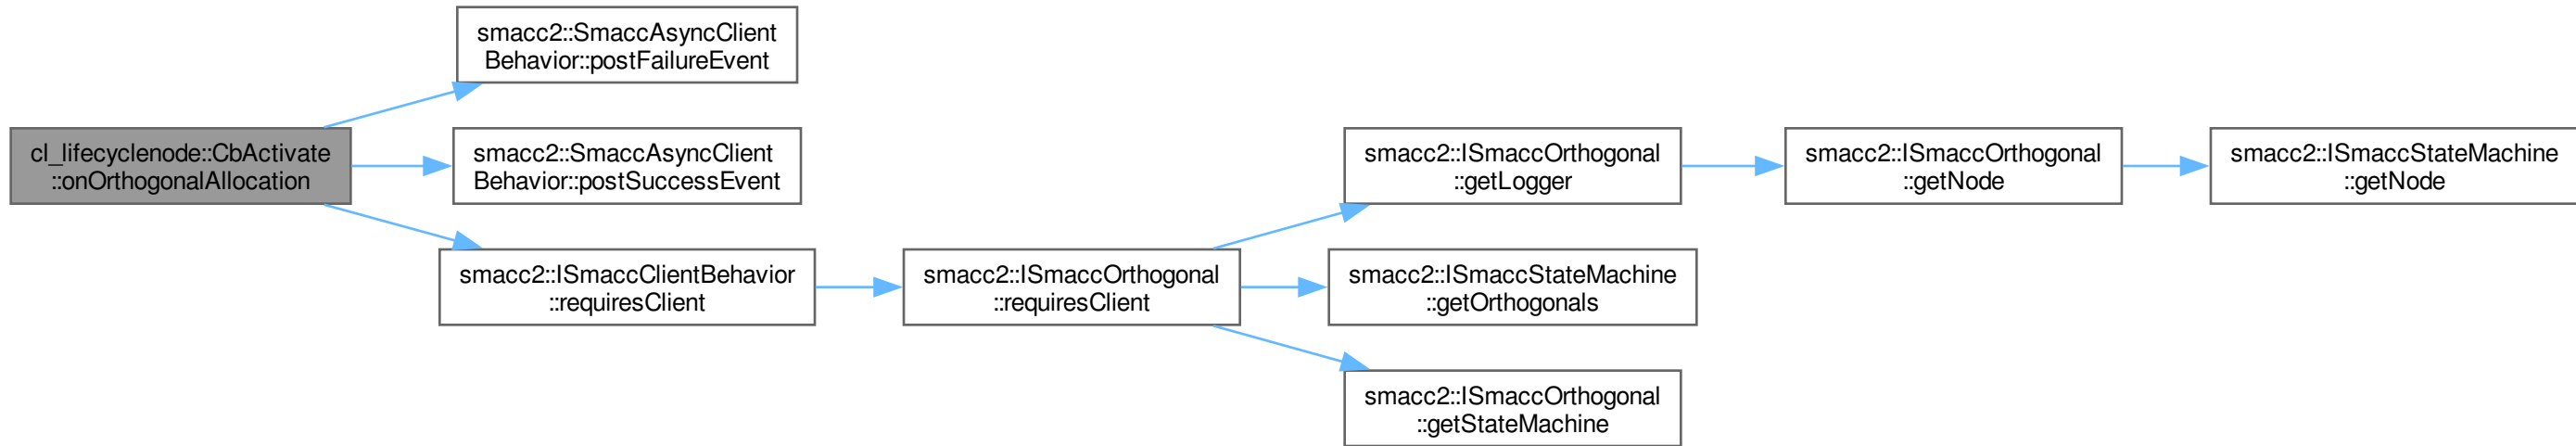 smacc2::SmaccAsyncClient
Behavior::postFailureEvent
cl_lifecyclenode::CbActivate
::onOrthogonalAllocation
smacc2::SmaccAsyncClient
Behavior::postSuccessEvent
smacc2::ISmaccClientBehavior
::requiresClient
smacc2::ISmaccOrthogonal
::requiresClient
smacc2::ISmaccOrthogonal
::getLogger
smacc2::ISmaccOrthogonal
::getNode
smacc2::ISmaccStateMachine
::getNode
smacc2::ISmaccStateMachine
::getOrthogonals
smacc2::ISmaccOrthogonal
::getStateMachine